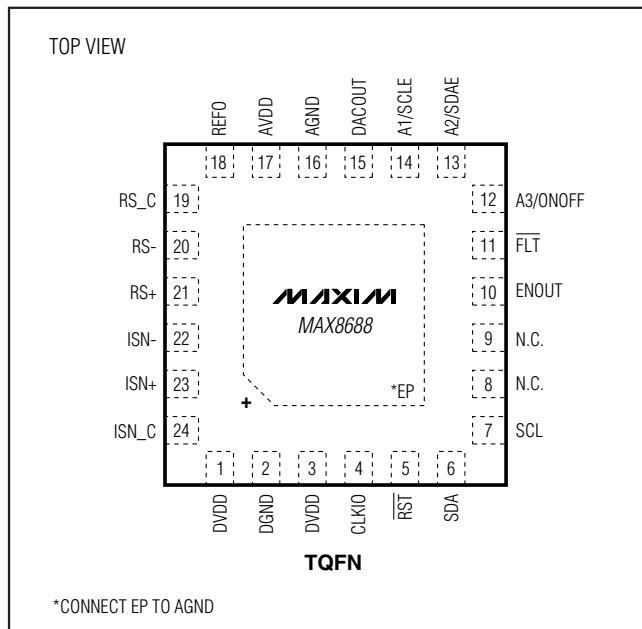 TOP VIEW
REFO AVDD AGND DACOUT A1/SCLE A2/SDAE
18 17 16 15 14 13
RS_C 19 12 A3/ONOFF
RS- 20 11 FLT
RS+ 21 10 ENOUT
MAXIM
MAX8688
ISN- 22 9 N.C.
ISN+ 23 8 N.C.
*EP
+
ISN_C 24 7 SCL
1 2 3 4 5 6
DVDD DGND DVDD CLKIO RST SDA
TQFN
*CONNECT EP TO AGND